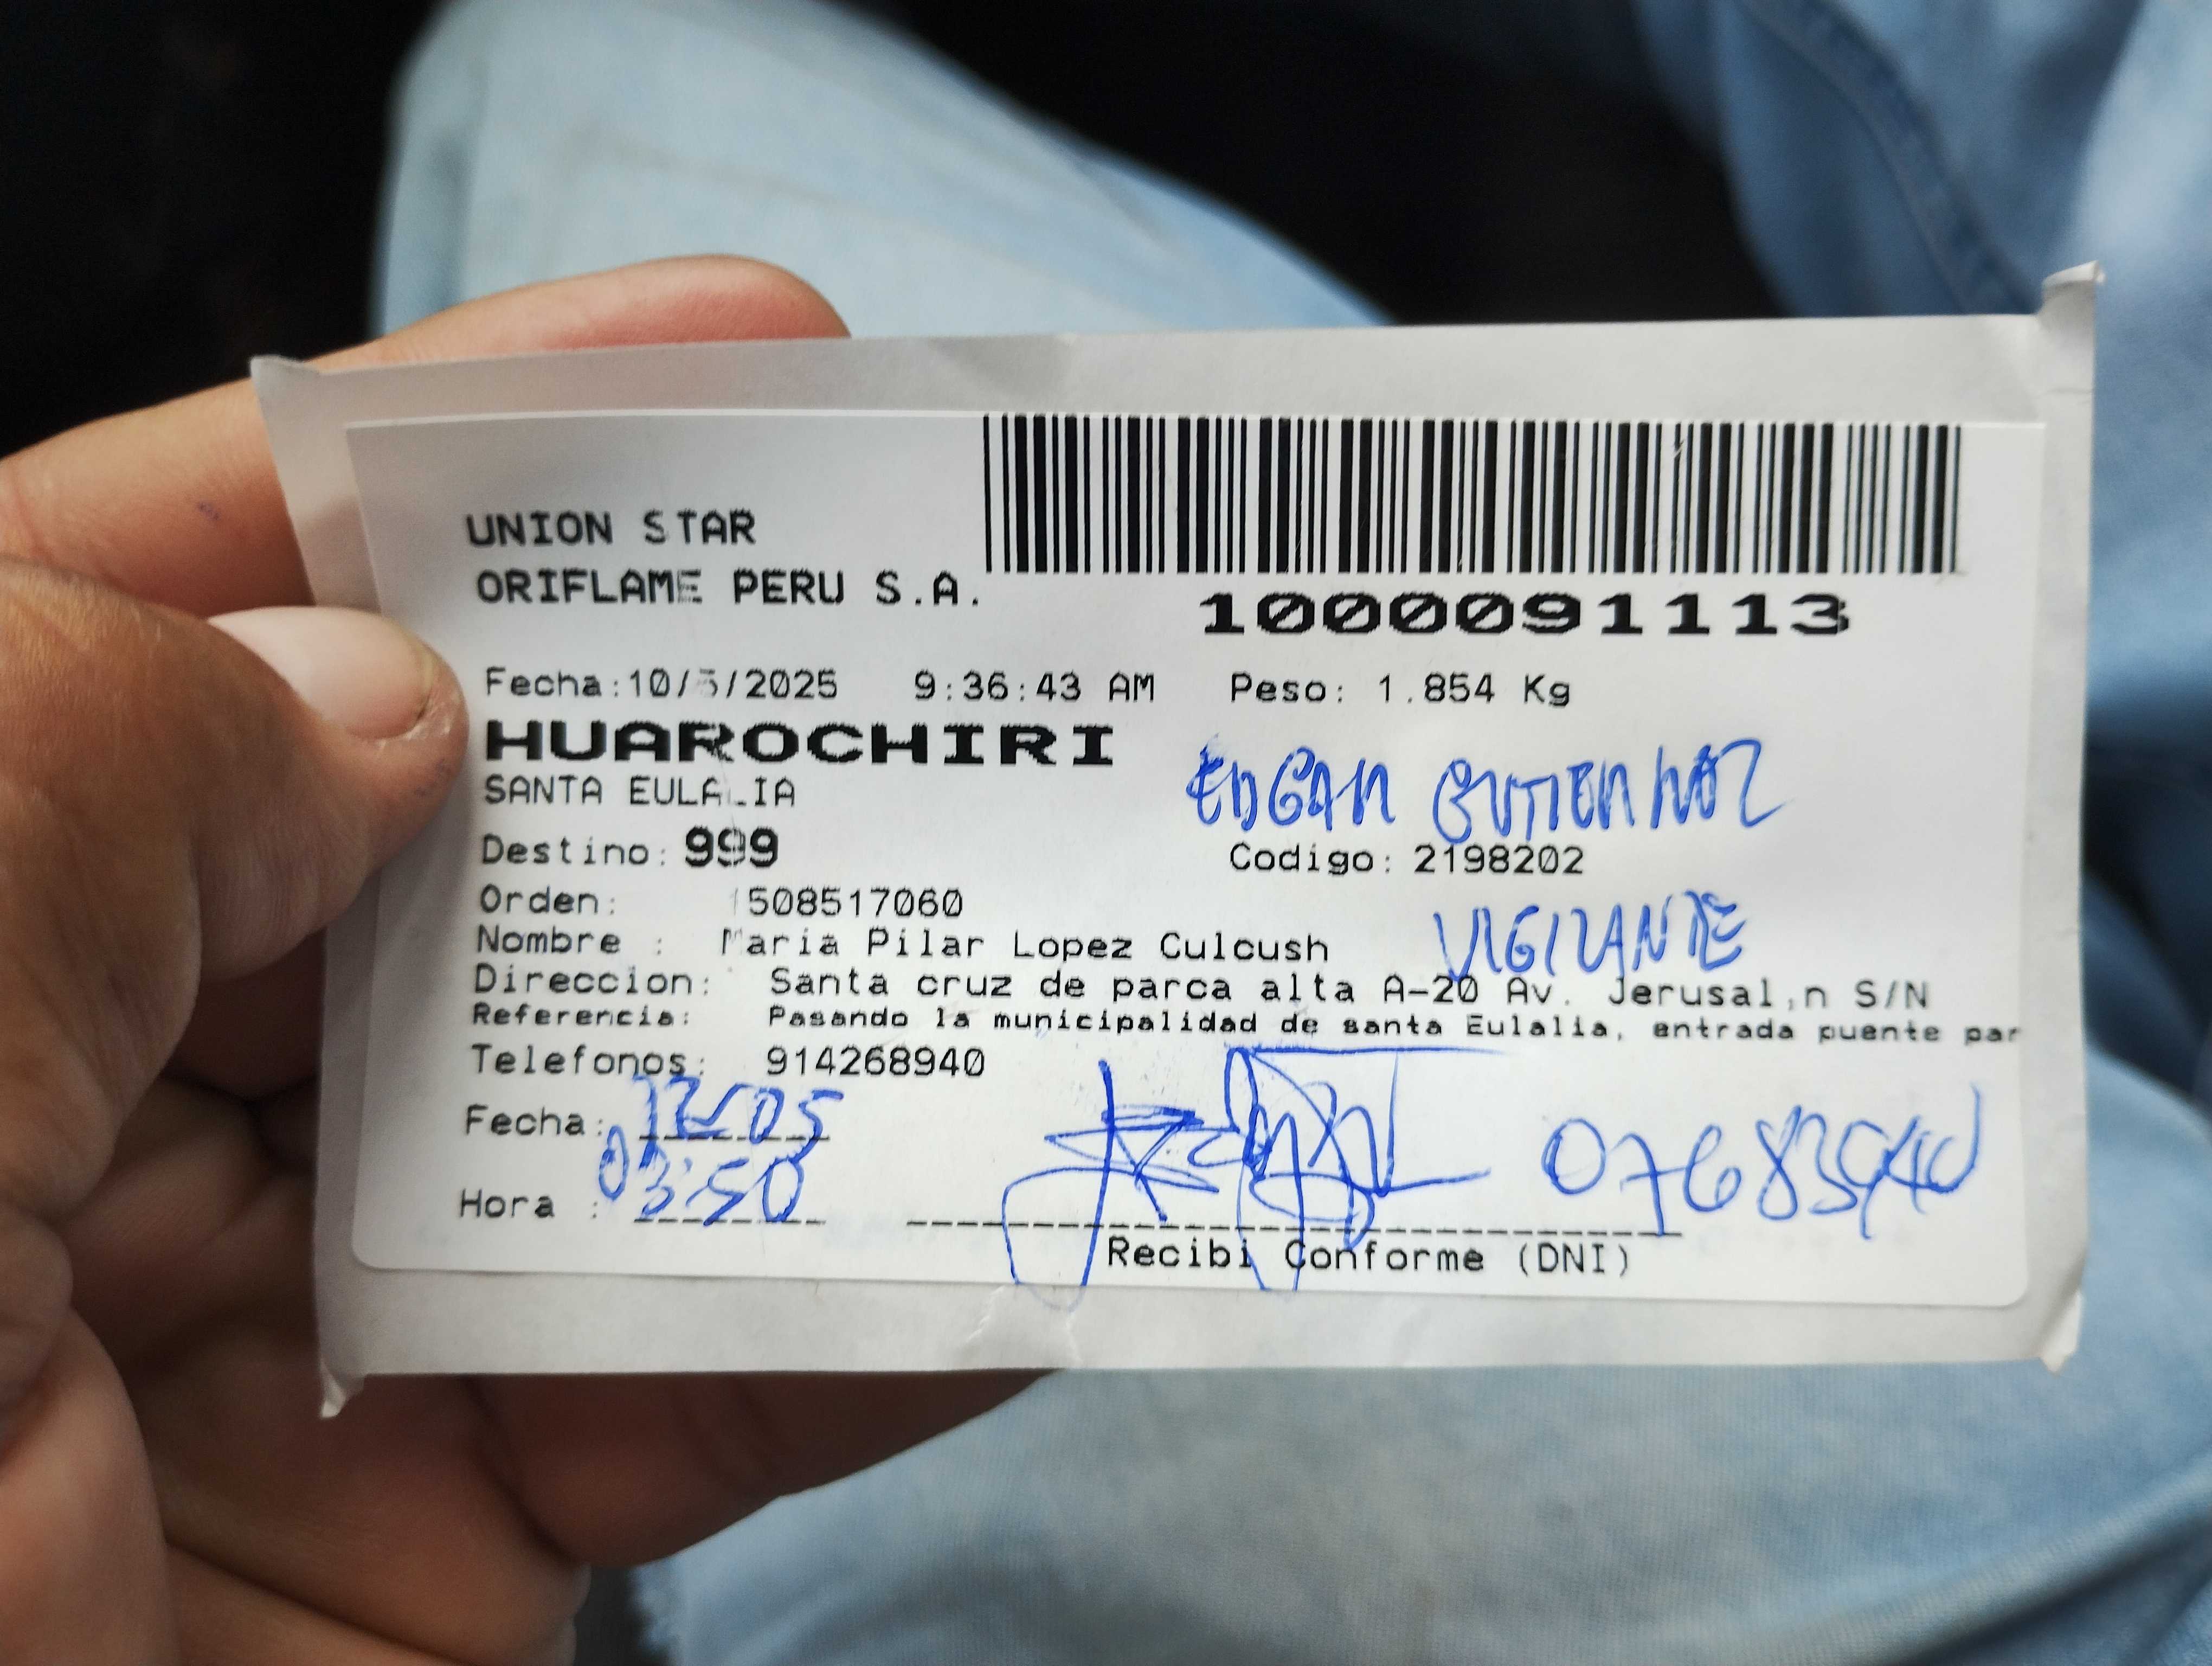 UNION STAR
ORIFLAME PERU S.A.
1000091113
Fecha:10/5/2025 9:36:43 AM Peso: 1.854 Kg
HUAROCHIRI
SANTA EULALIA
EDGAR GUTIERREZ
Destino: 999
Codigo: 2198202
Orden: 508517060
VIGILANTE
Nombre : Maria Pilar Lopez Culcush
Direccion: Santa cruz de parca alta A-20 Av. Jerusal,n S/N
Referencia: Pasando la municipalidad de santa Eulalia, entrada puente par
Telefonos: 914268940
Fecha: 12-05
Hora : 03:50
Recibi Conforme (DNI)